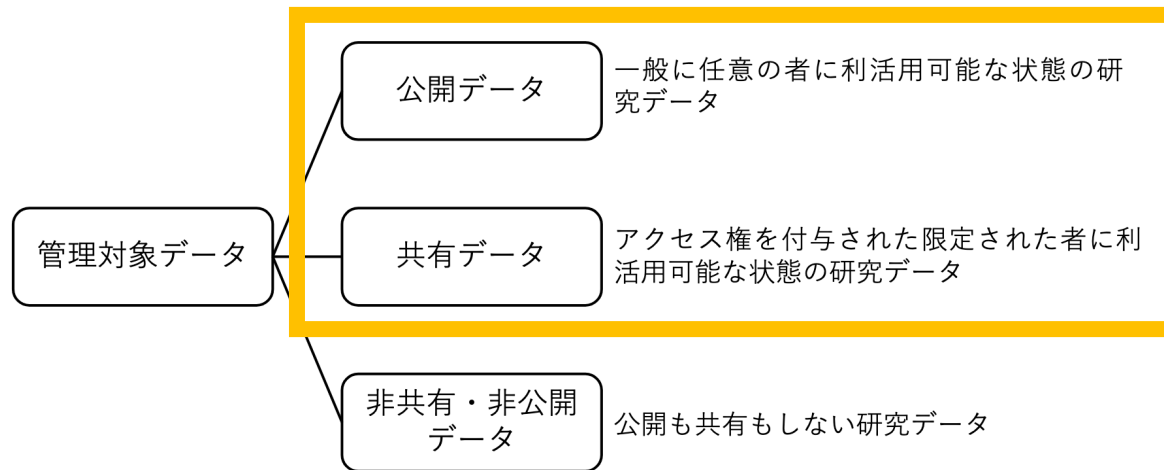 公開データ
一般に任意の者に利活用可能な状態の研
究データ
管理対象データ
共有データ
アクセス権を付与された限定された者に利
活用可能な状態の研究データ
非共有・非公開
データ
公開も共有もしない研究データ